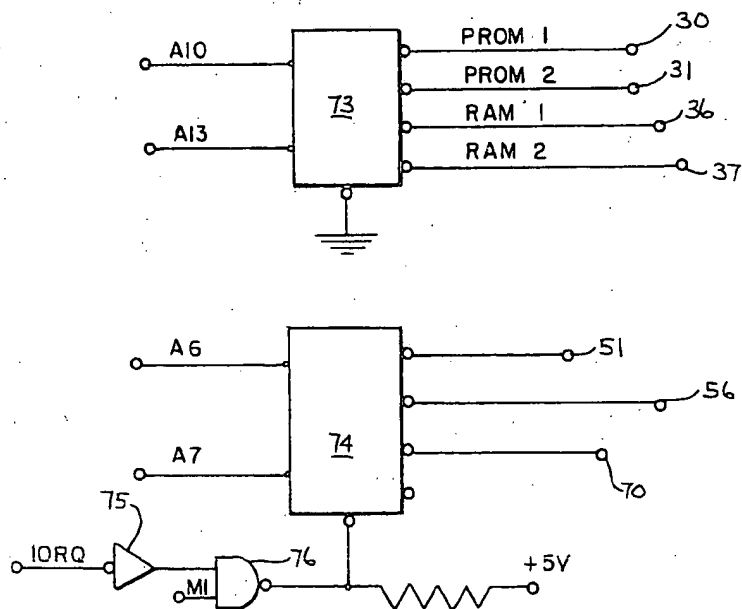 PROM 1
30
A10
PROM 2
31
73
RAM 1
36
A13
RAM 2
37
A6
51
56
74
A7
70
75
IORQ
76
M1
+5V